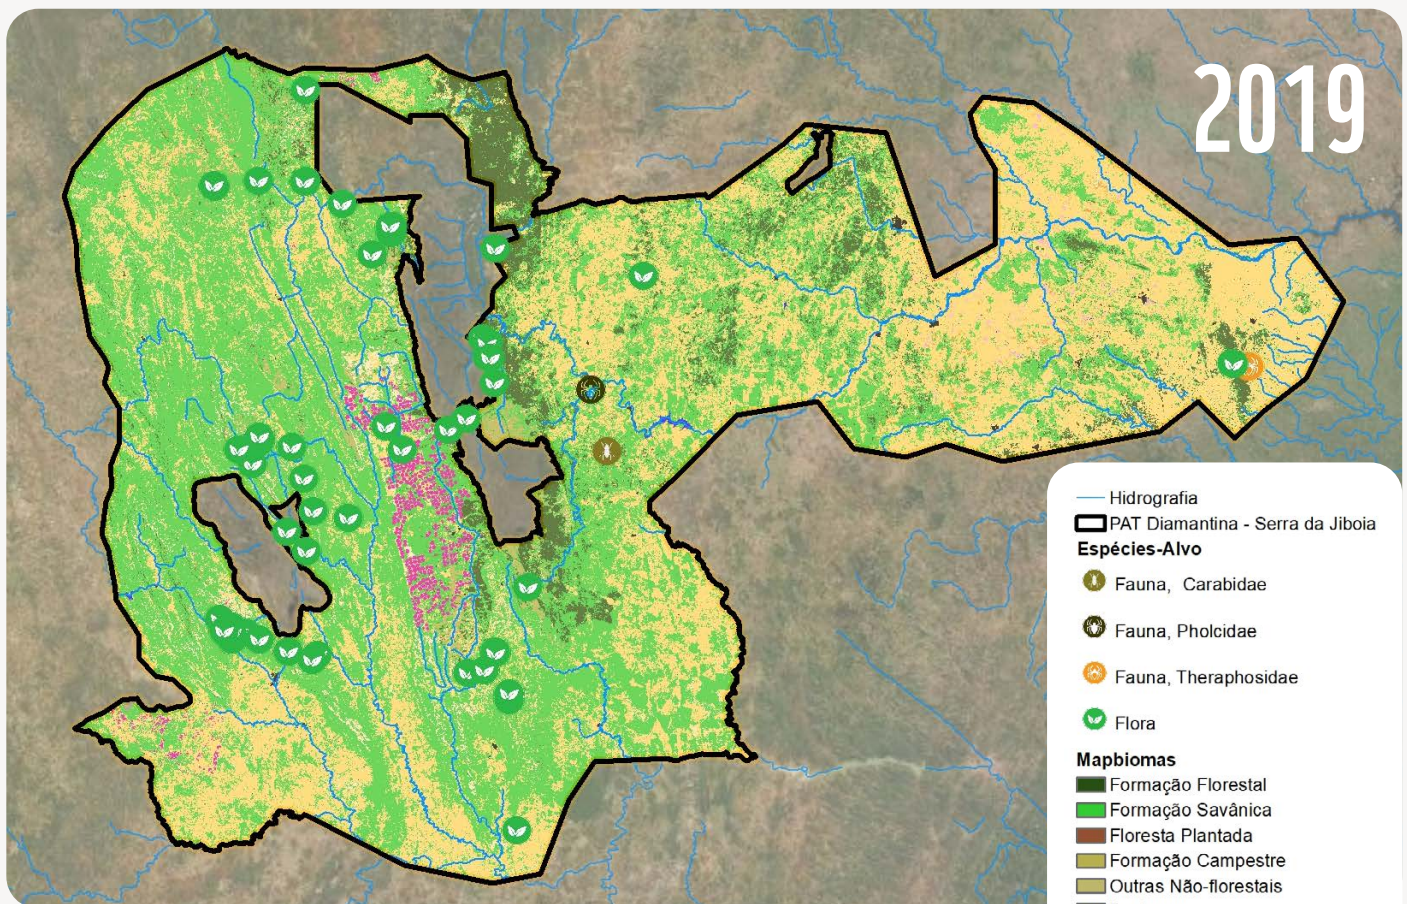 2019
Hidrografia
PAT Diamantina - Serra da Jiboia
Espécies-Alvo
Fauna, Carabidae
Fauna, Pholcidae
Fauna, Theraphosidae
Flora
Mapbiomas
Formação Florestal
Formação Savânica
Floresta Plantada
Formação Campestre
Outras Não-florestais